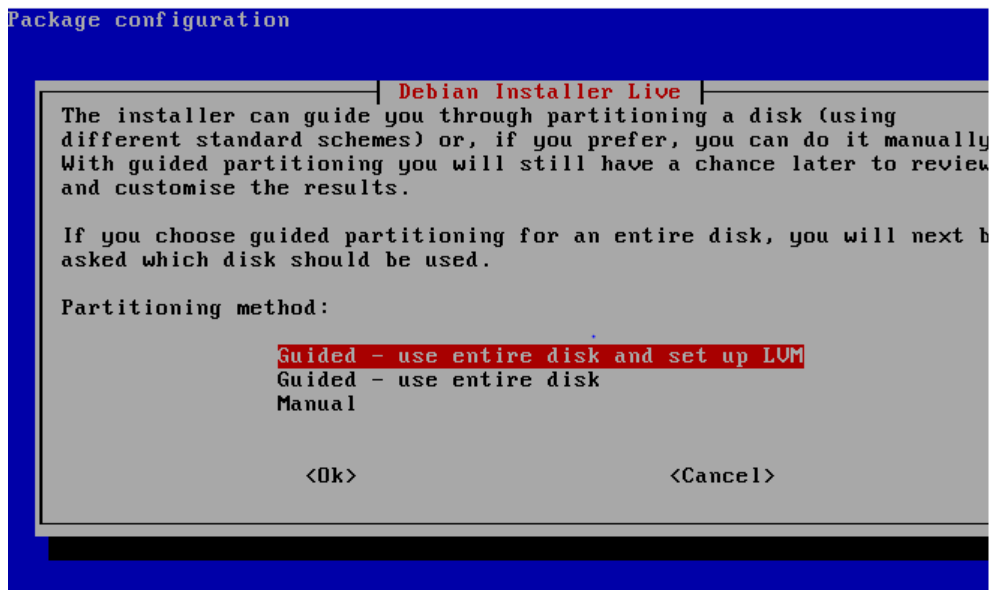 Package configuration
Debian Installer Live
The installer can guide you through partitioning a disk (using
different standard schemes) or, if you prefer, you can do it manually
With guided partitioning you will still have a chance later to review
and customise the results.
If you choose guided partitioning for an entire disk, you will next b
asked which disk should be used.
Partitioning method:
Guided - use entire disk and set up LVM
Guided - use entire disk
Manual
<Ok> <Cancel>